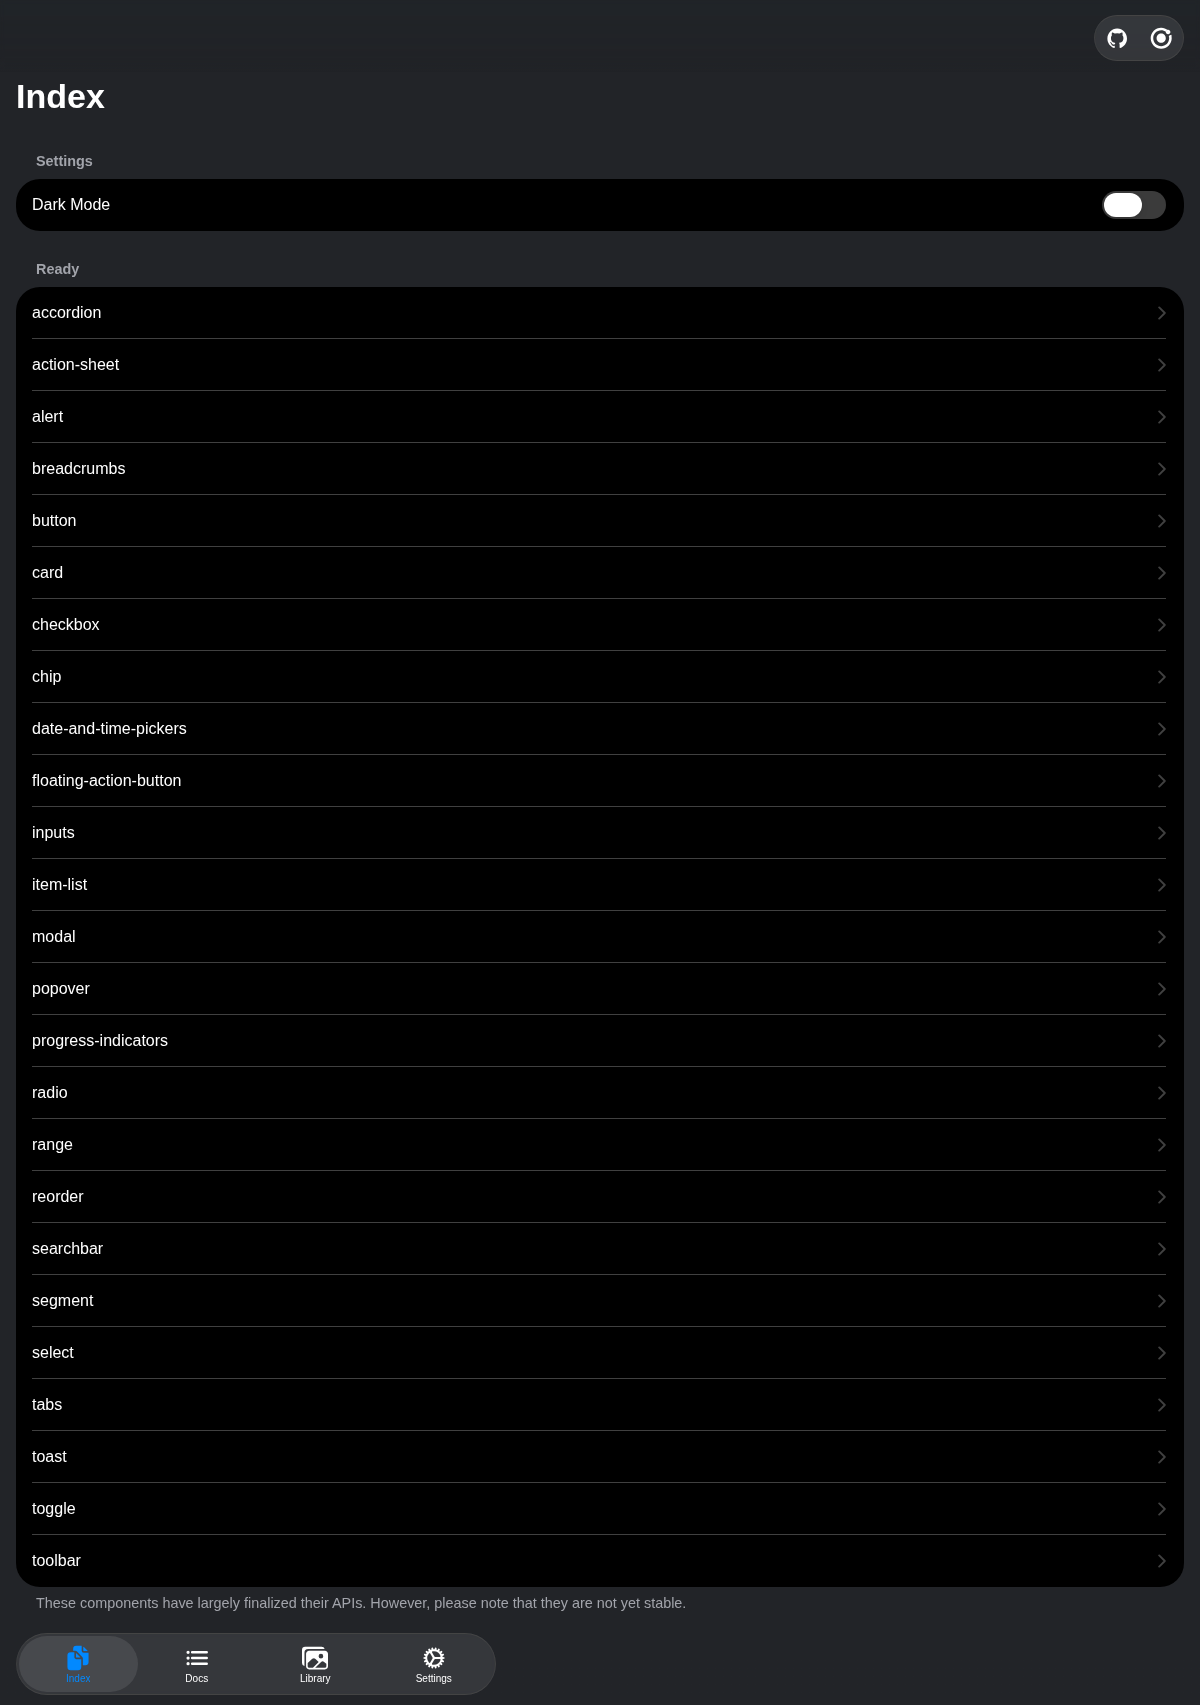 Index
Settings
Dark Mode
Ready
accordion
action-sheet
alert
breadcrumbs
button
card
checkbox
chip
date-and-time-pickers
floating-action-button
inputs
item-list
modal
popover
progress-indicators
radio
range
reorder
searchbar
segment
select
tabs
toast
toggle
toolbar
These components have largely finalized their APIs. However, please note that they are not yet stable.
Index
Docs
Library
Settings